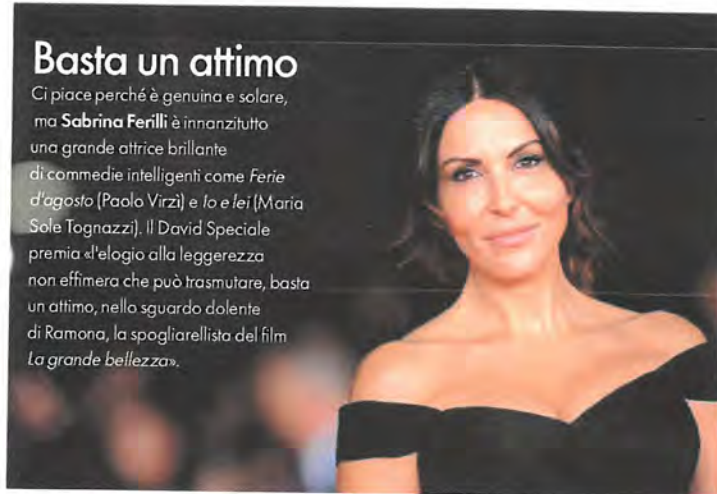 Basta un attimo
Ci piace perché è genuina e solare,
ma Sabrina Ferilli è innanzitutto
una grande attrice brillante
di commedie intelligenti come Ferie
d'agosto (Paolo Virzì) e Io e lei (Maria
Sole Tognazzi). Il David Speciale
premia «l'elogio alla leggerezza
non effimera che può trasmutare, basta
un attimo, nello sguardo dolente
di Ramona, la spogliarellista del film
La grande bellezza».